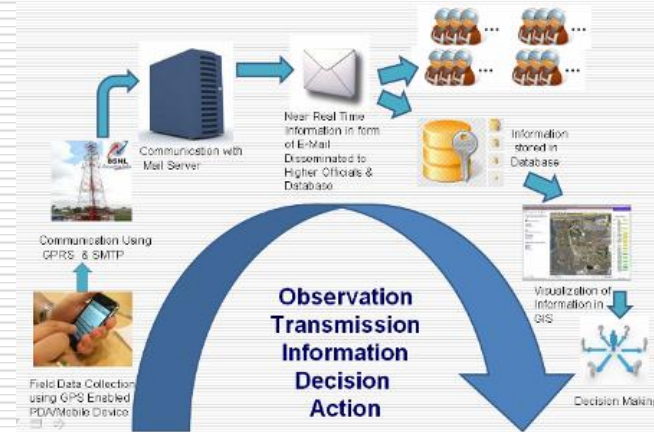 BSNL
Communication with
Mail Server
Near Real Time
Information in form
of E-Mail
Disseminated to
Higher Officials &
Database
Information
stored in
Database
Communication Using
GPRS & SMTP
Visualization of
Information in
GIS
Field Data Collection
using GPS Enabled
PDA/Mobile Device
Decision Making
Observation
Transmission
Information
Decision
Action